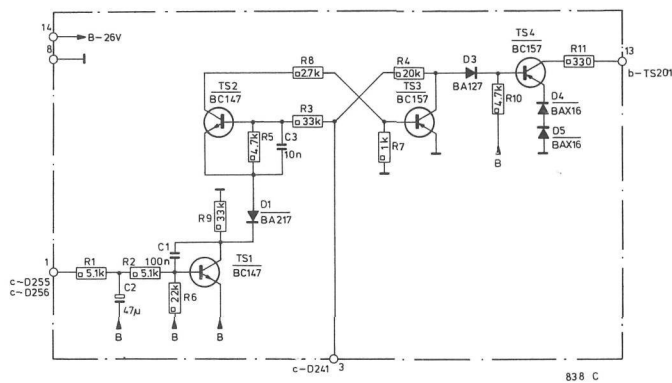 14
B-26V
8
TS4
BC157
R11
330
13
b-TS201
R8
2.7k
R4
20k
D3
BA127
TS2
BC147
TS3
BC157
R10
4.7k
D4
BAX16
D5
BAX16
R3
33k
R5
4.7k
C3
10n
R7
1k
B
R9
33k
D1
BA217
C1
100n
TS1
BC147
1
R1
5.1k
R2
5.1k
c-D255
c-D256
C2
47µ
R6
22k
B
B
B
c-D241
3
838 C